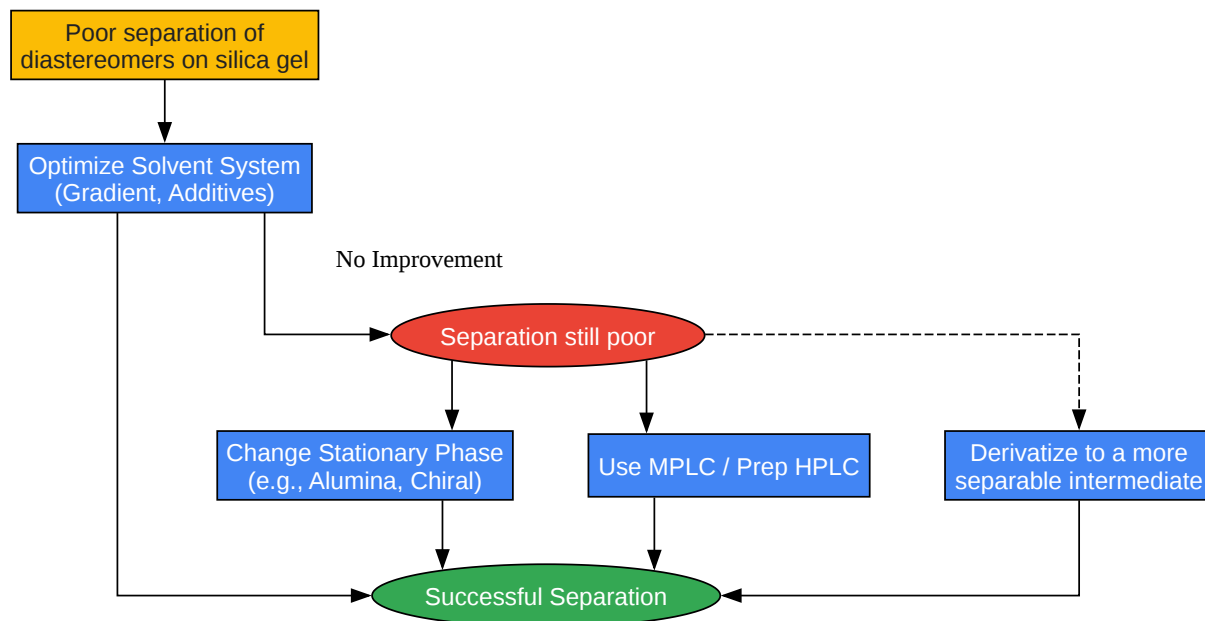 Poor separation of
diastereomers on silica gel
Optimize Solvent System
(Gradient, Additives)
No Improvement
Separation still poor
Change Stationary Phase
(e.g., Alumina, Chiral)
Use MPLC / Prep HPLC
Derivatize to a more
separable intermediate
Successful Separation